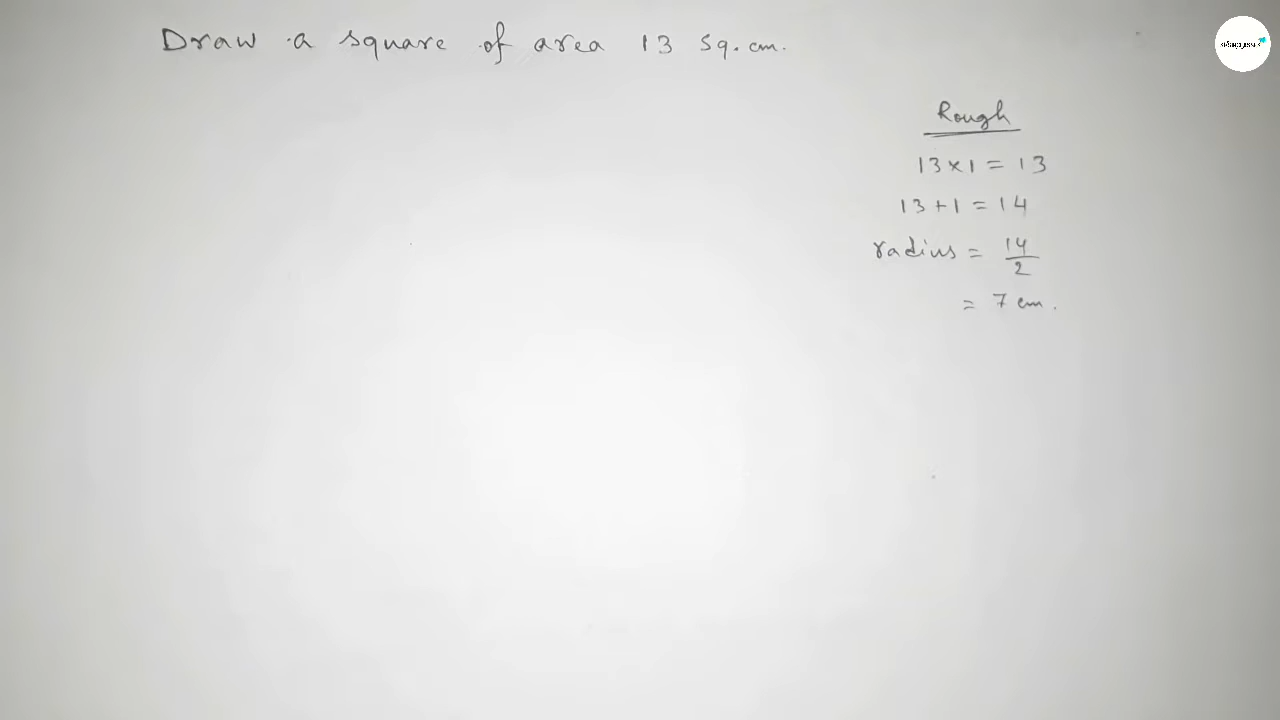 Draw a square of area 13 sq.cm.
Rough
13×1 = 13
13+1 = 14
radius = 14/2
= 7 cm.